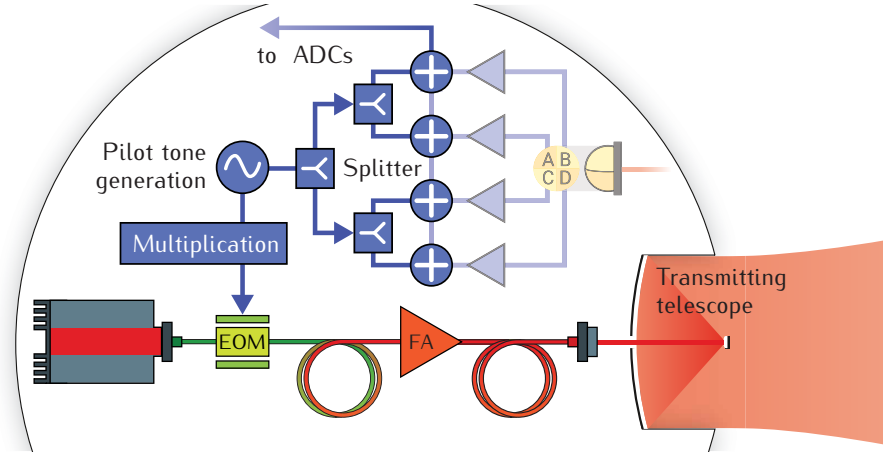 to ADCs
Pilot tone
generation
Splitter
A B
C D
Multiplication
Transmitting
telescope
EOM
FA